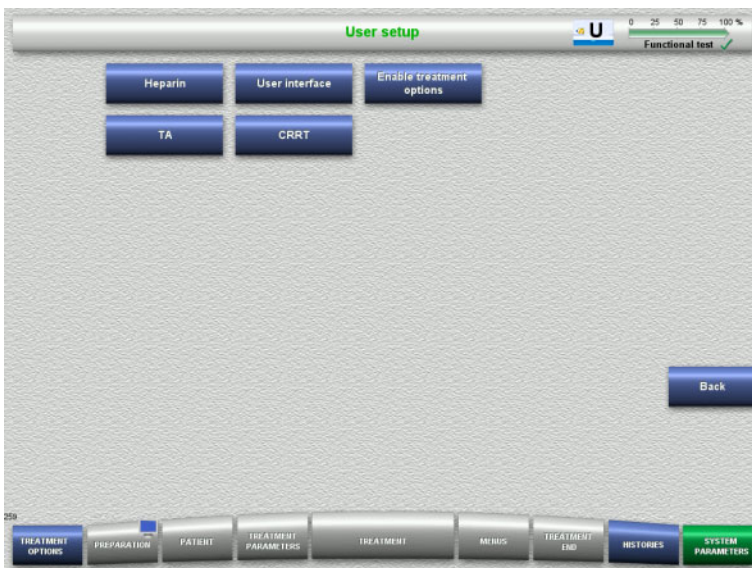 User setup
U
0 25 50 75 100 %
Functional test
Heparin
User interface
Enable treatment
options
TA
CRRT
Back
TREATMENT
OPTIONS
PREPARATION
PATIENT
TREATMENT
PARAMETERS
TREATMENT
MENUS
TREATMENT
END
HISTORIES
SYSTEM
PARAMETERS